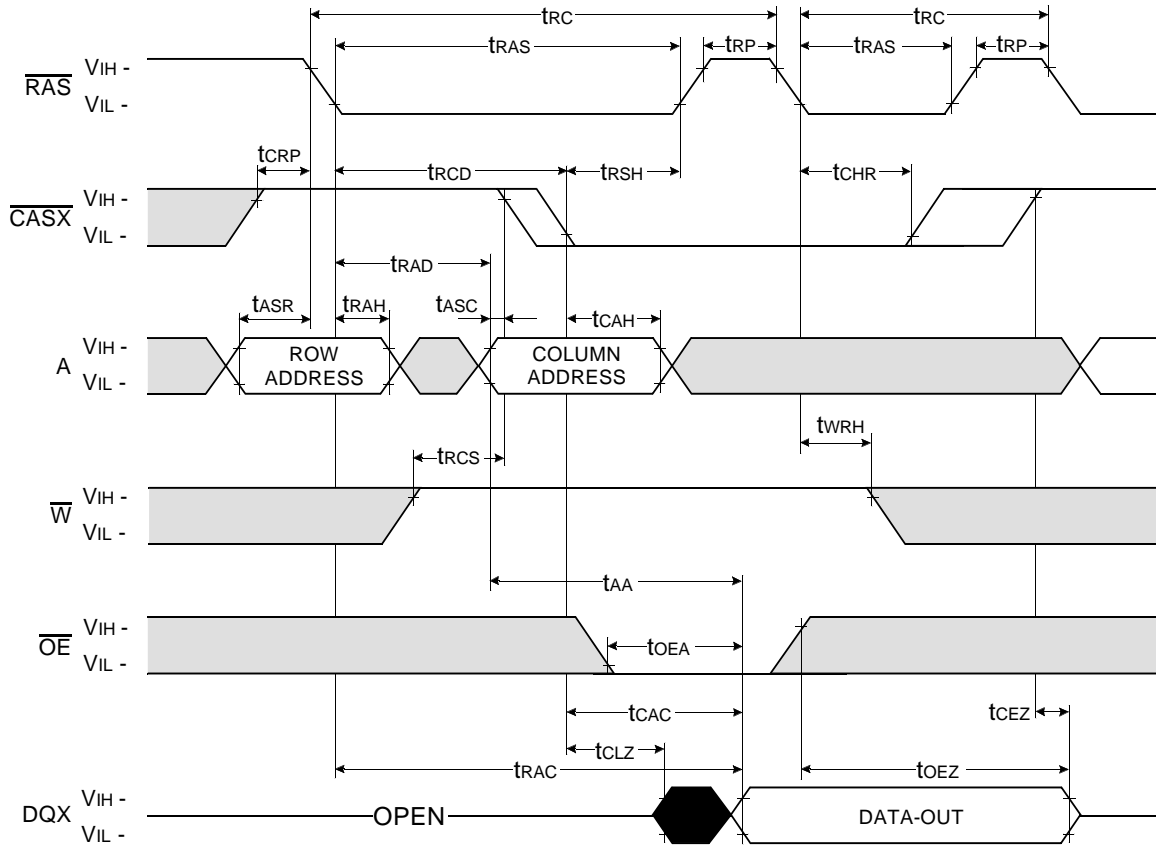 tRC tRC
tRAS tRP tRAS tRP
RAS VIH -
VIL -
tCRP tRCD tRSH tCHR
CASX VIH -
VIL -
tRAD
tASR tRAH tASC tCAH
A VIH -
VIL -
ROW
ADDRESS
COLUMN
ADDRESS
tWRH
tRCS
W VIH -
VIL -
tAA
OE VIH -
VIL -
tOEA
tCAC tCEZ
tCLZ
tRAC tOEZ
DQX VIH -
VIL -
OPEN DATA-OUT